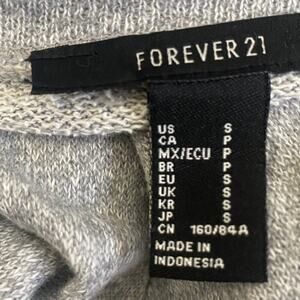 FOREVER 21
US S
CA P
MX/ECU P
BR P
EU S
UK S
KR S
JP S
CN 160/84A
MADE IN
INDONESIA